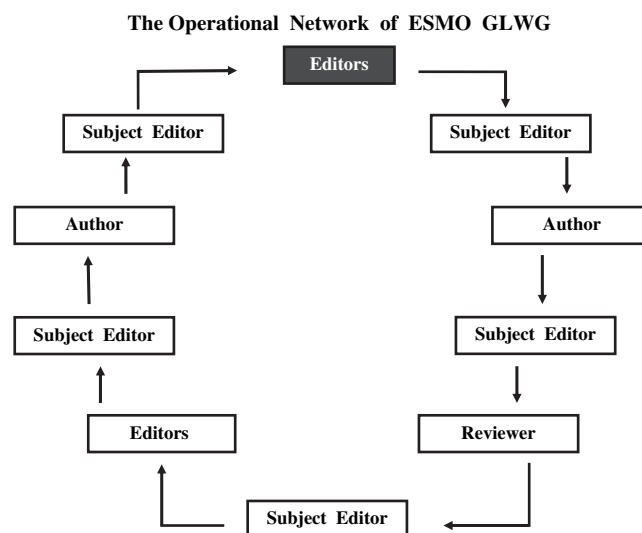 The Operational Network of ESMO GLWG
Editors
Subject Editor
Subject Editor
Author
Author
Subject Editor
Subject Editor
Editors
Reviewer
Subject Editor